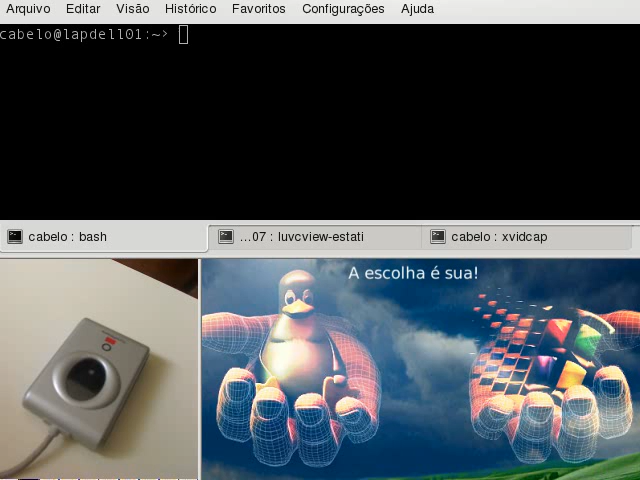 Arquivo Editar Visão Histórico Favoritos Configurações Ajuda
cabelo@lapdell01:~>
cabelo : bash
...07 : luvcview-estati
cabelo : xvidcap
A escolha é sua!